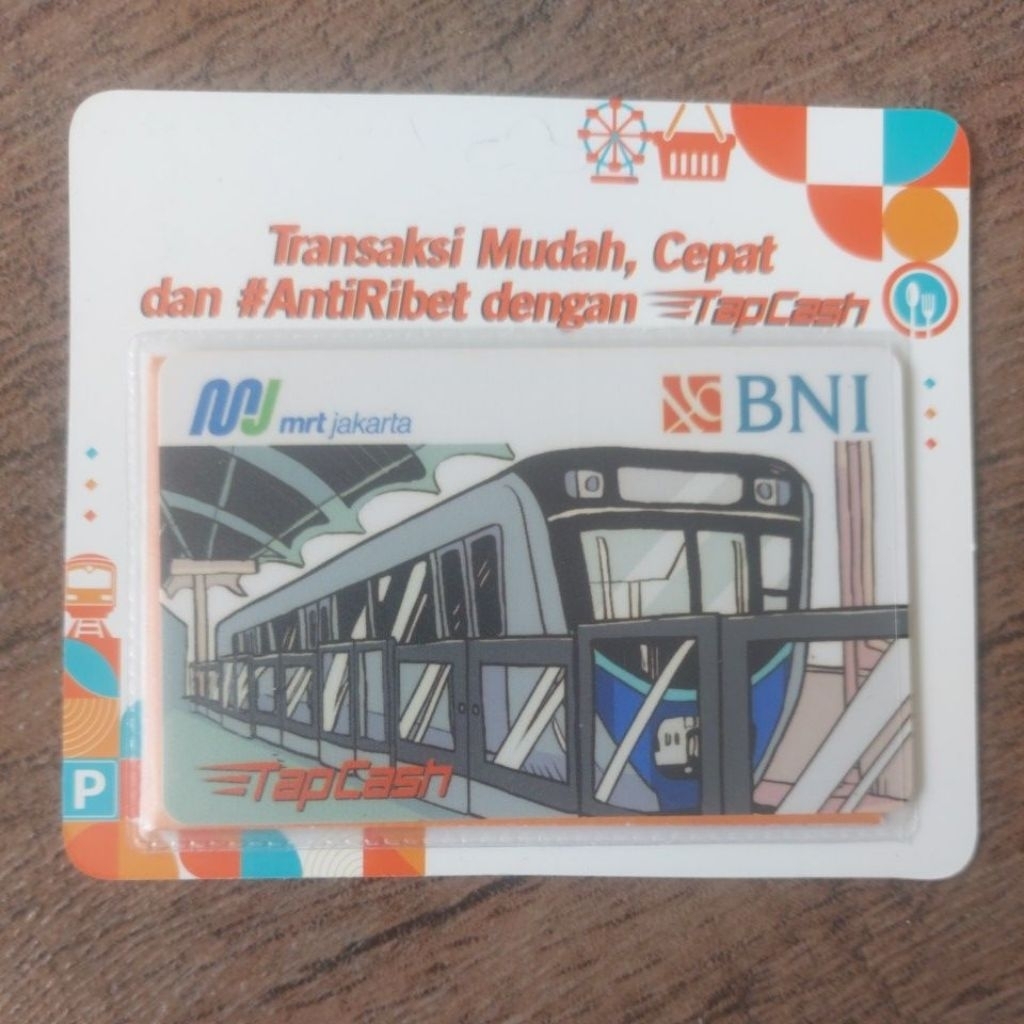 Transaksi Mudah, Cepat
dan #AntiRibet dengan TapCash
mrt jakarta
BNI
P
TapCash